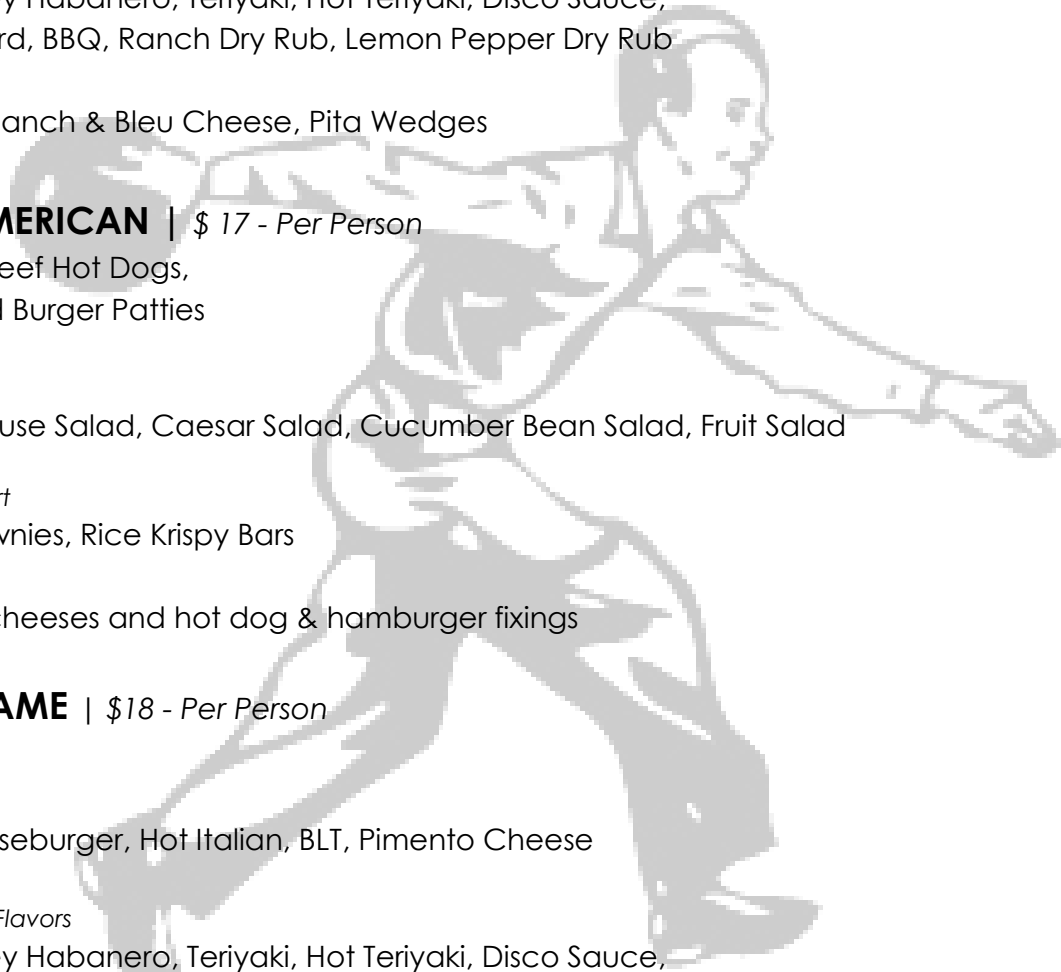 y Habanero, Teriyaki, Hot Teriyaki, Disco Sauce,
rd, BBQ, Ranch Dry Rub, Lemon Pepper Dry Rub
anch & Bleu Cheese, Pita Wedges
MERICAN | $ 17 - Per Person
eef Hot Dogs,
d Burger Patties
use Salad, Caesar Salad, Cucumber Bean Salad, Fruit Salad
rt
wnies, Rice Krispy Bars
cheeses and hot dog & hamburger fixings
AME | $18 - Per Person
seburger, Hot Italian, BLT, Pimento Cheese
Flavors
y Habanero, Teriyaki, Hot Teriyaki, Disco Sauce,